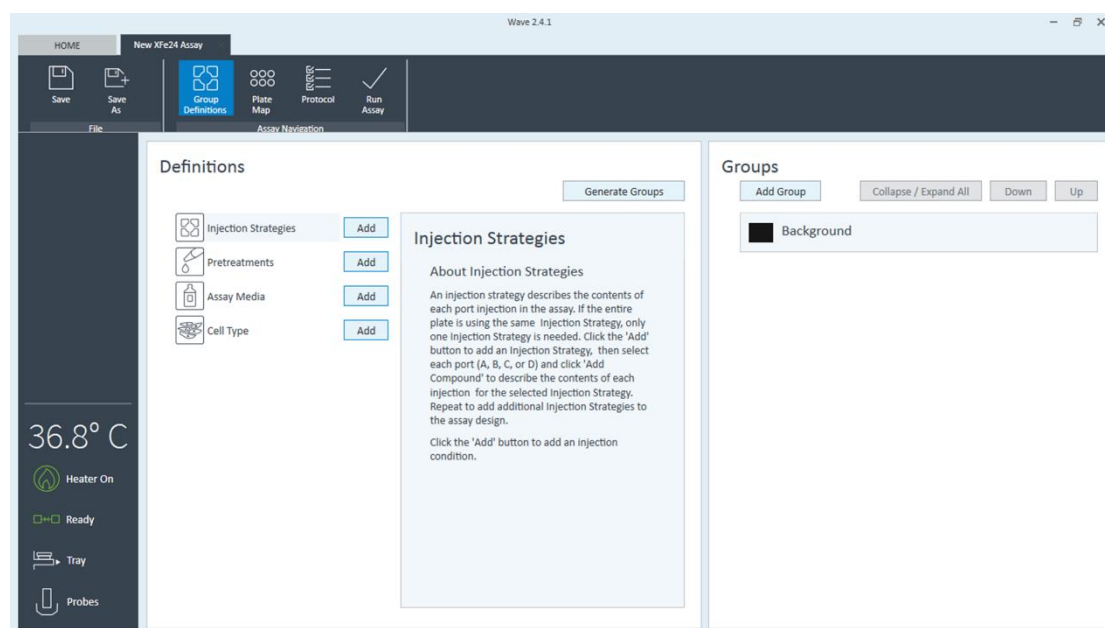 Wave 2.4.1
HOME
New XFe24 Assay
Save
Save
As
Group
Definitions
Plate
Map
Protocol
Run
Assay
File
Assay Navigation
Definitions
Generate Groups
Injection Strategies
Add
Pretreatments
Add
Assay Media
Add
Cell Type
Add
Injection Strategies
About Injection Strategies
An injection strategy describes the contents of
each port injection in the assay. If the entire
plate is using the same Injection Strategy, only
one Injection Strategy is needed. Click the 'Add'
button to add an Injection Strategy, then select
each port (A, B, C, or D) and click 'Add
Compound' to describe the contents of each
injection for the selected Injection Strategy.
Repeat to add additional Injection Strategies to
the assay design.
Click the 'Add' button to add an injection
condition.
Groups
Add Group
Collapse / Expand All
Down
Up
Background
36.8° C
Heater On
Ready
Tray
Probes